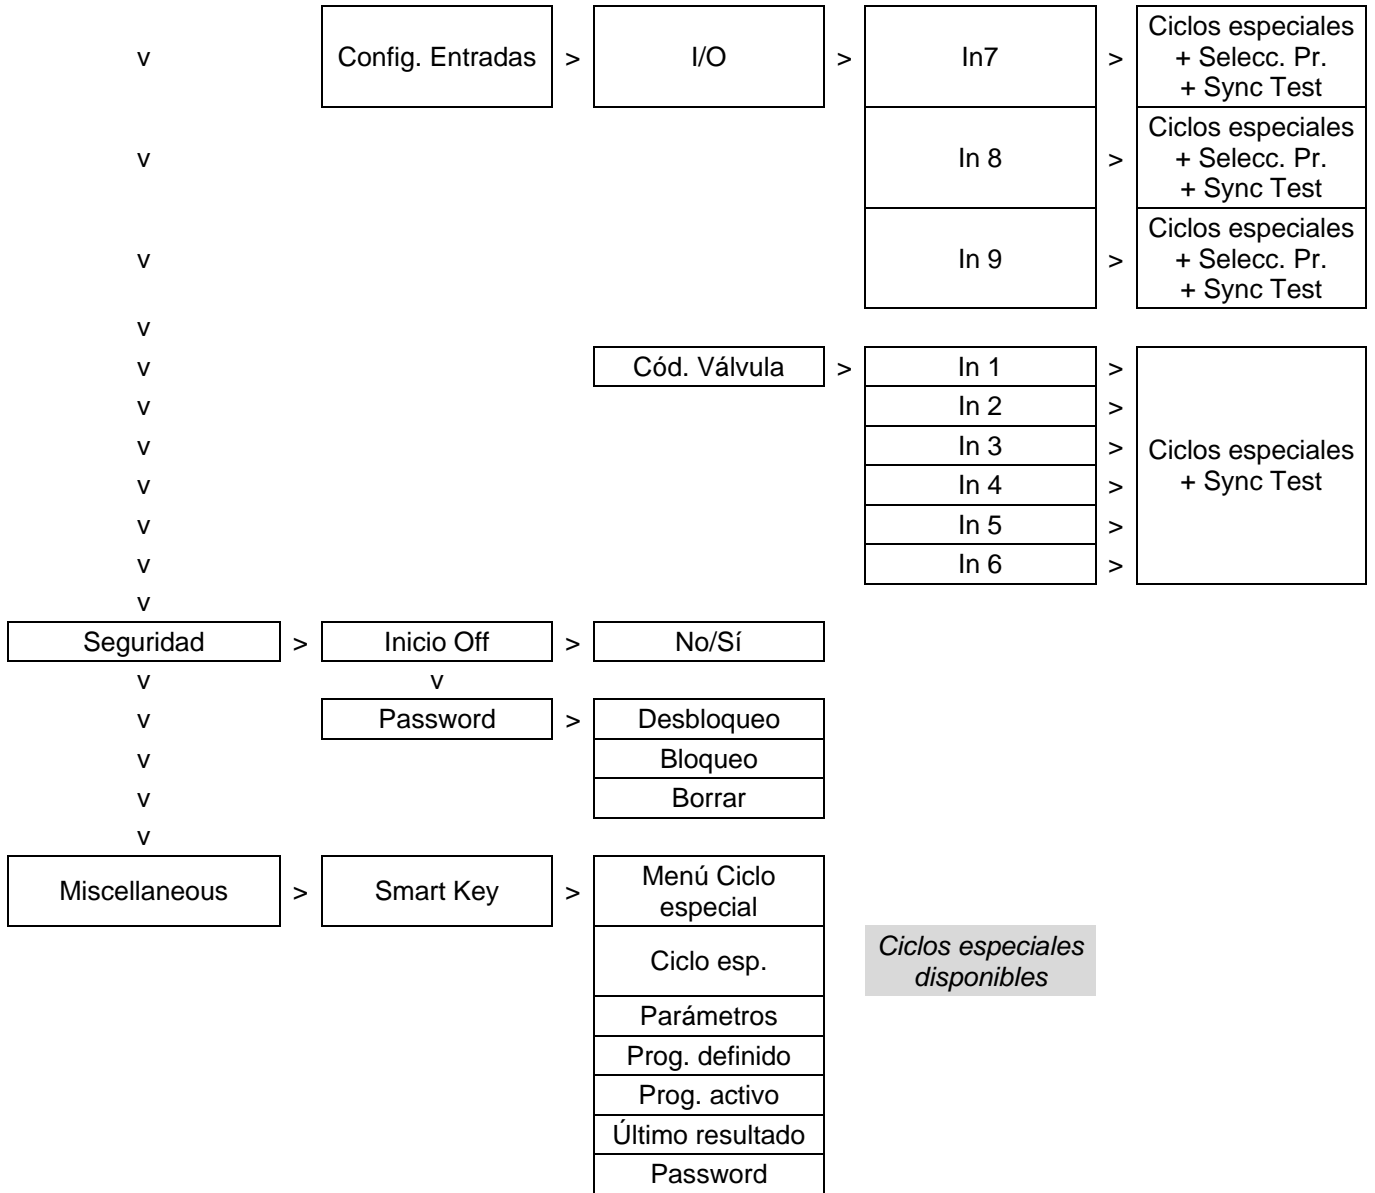 v Config. Entradas > I/O > In7 > Ciclos especiales
+ Selecc. Pr.
+ Sync Test
v In 8 > Ciclos especiales
+ Selecc. Pr.
+ Sync Test
v In 9 > Ciclos especiales
+ Selecc. Pr.
+ Sync Test
v
v Cód. Válvula > In 1 >
v In 2 >
v In 3 > Ciclos especiales
v In 4 > + Sync Test
v In 5 >
v In 6 >
v
Seguridad > Inicio Off > No/Sí
v v
v Password > Desbloqueo
v Bloqueo
v Borrar
v
Miscellaneous > Smart Key > Menú Ciclo
especial
Ciclo esp. Ciclos especiales
disponibles
Parámetros
Prog. definido
Prog. activo
Último resultado
Password